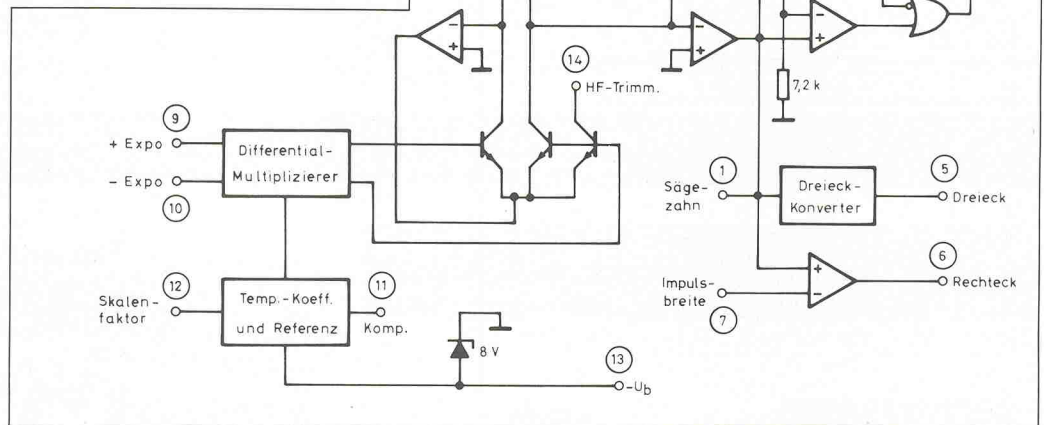 14
HF-Trimm.
7,2 k
9
+ Expo
Differential-
Multiplizierer
- Expo
10
1
Säge-
zahn
Dreieck-
Konverter
5
Dreieck
12
Skalen-
faktor
Temp.-Koeff.
und Referenz
11
Komp.
Impuls-
breite
7
6
Rechteck
8 V
13
-Ub
-
+
-
+
-
+
+
-